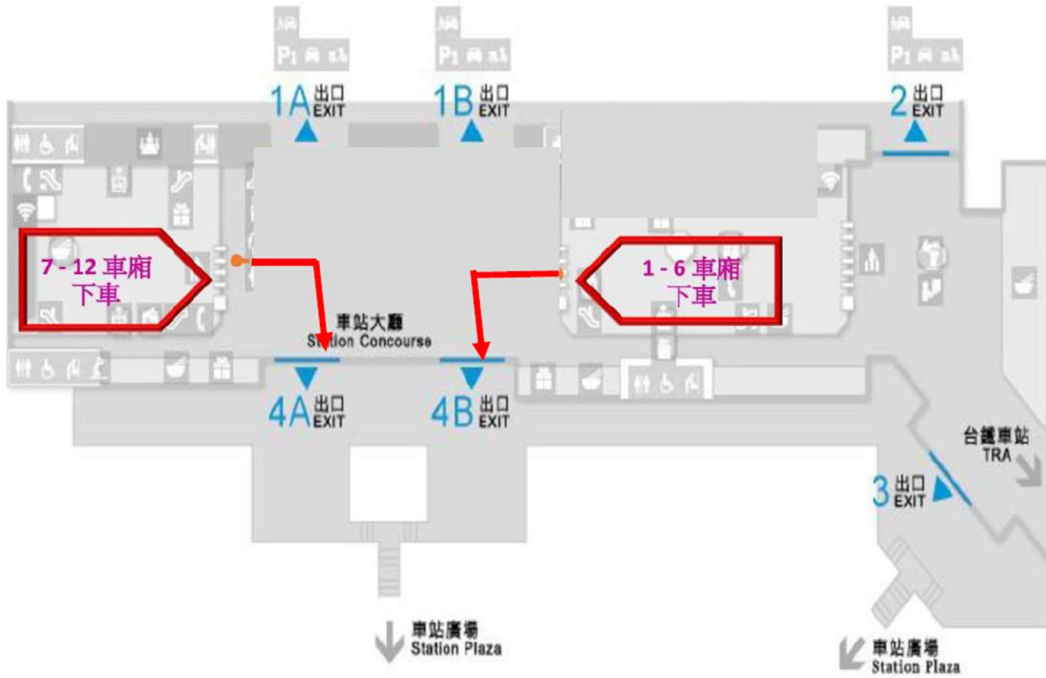 P1
P1
P1
1A 出口
EXIT
1B 出口
EXIT
2 出口
EXIT
7 - 12 車廂
下車
1 - 6 車廂
下車
車站大廳
Station Concourse
4A 出口
EXIT
4B 出口
EXIT
台鐵車站
TRA
3 出口
EXIT
車站廣場
Station Plaza
車站廣場
Station Plaza